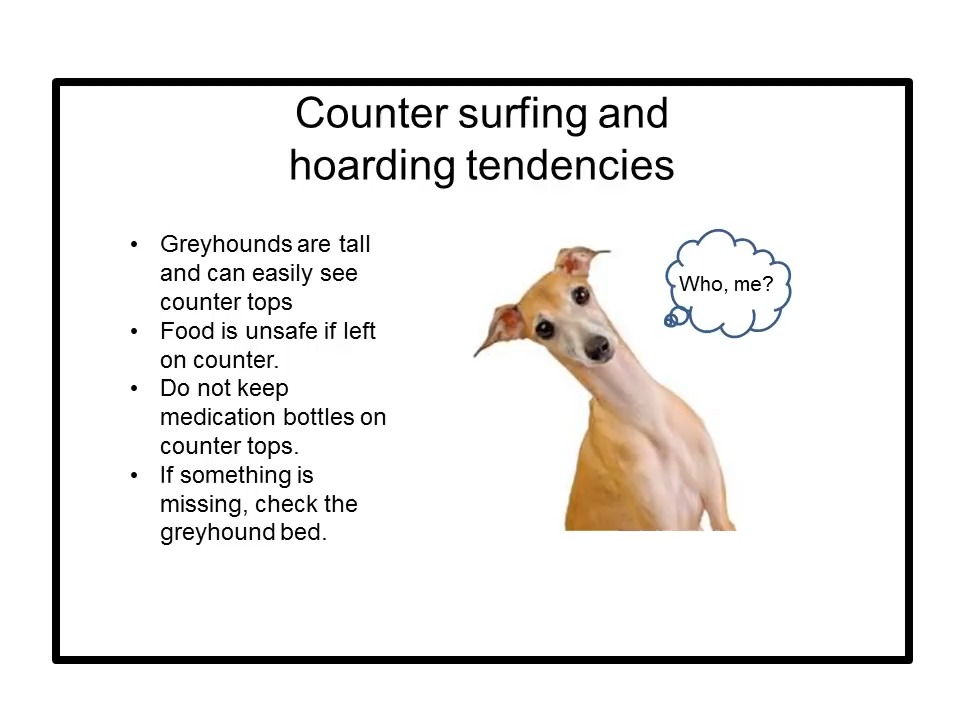 Counter surfing and
hoarding tendencies
• Greyhounds are tall
and can easily see
counter tops
• Food is unsafe if left
on counter.
• Do not keep
medication bottles on
counter tops.
• If something is
missing, check the
greyhound bed.
Who, me?